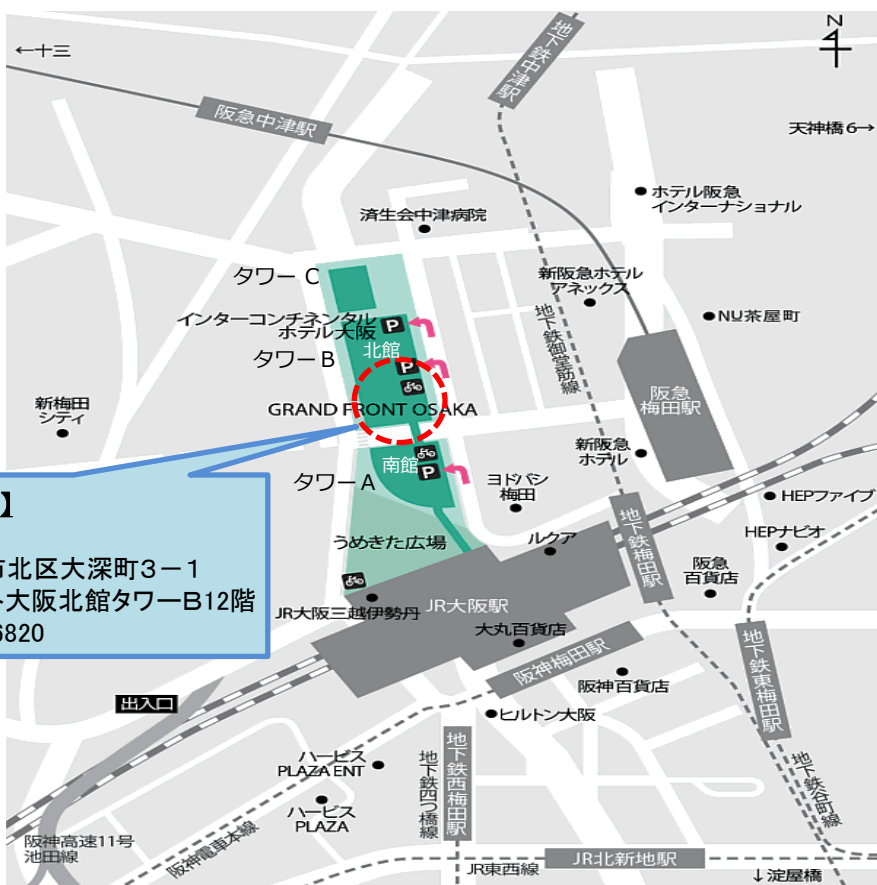 ←十三
N
地下鉄中津駅
阪急中津駅
天神橋6→
ホテル阪急
インターナショナル
済生会中津病院
タワー C
新阪急ホテル
アネックス
インターコンチネンタル
ホテル大阪
P
北館
NU茶屋町
地下鉄御堂筋線
タワー B
P
阪急
梅田駅
新梅田
シティ
GRAND FRONT OSAKA
新阪急
ホテル
南館
P
タワー A
ヨドバシ
梅田
HEPファイブ
】
市北区大深町3－1
ト大阪北館タワーB12階
6820
うめきた広場
ルクア
地下鉄梅田駅
HEPナビオ
阪急
百貨店
JR大阪三越伊勢丹
JR大阪駅
大丸百貨店
地下鉄東梅田駅
阪神梅田駅
阪神百貨店
出入口
ヒルトン大阪
ハービス
PLAZA ENT
地下鉄四つ橋線
地下鉄西梅田駅
地下鉄谷町線
ハービス
PLAZA
阪神高速11号
池田線
阪神電車本線
JR東西線
JR北新地駅
↓淀屋橋